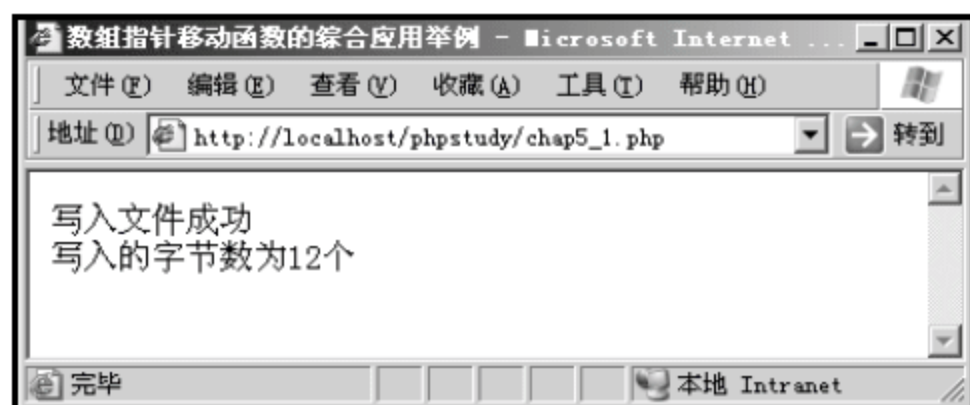 数组指针移动函数的综合应用举例 - Microsoft Internet ...
文件(F) 编辑(E) 查看(V) 收藏(A) 工具(T) 帮助(H)
地址(D) http://localhost/phpstudy/chap5_1.php 转到
写入文件成功
写入的字节数为12个
完毕 本地 Intranet